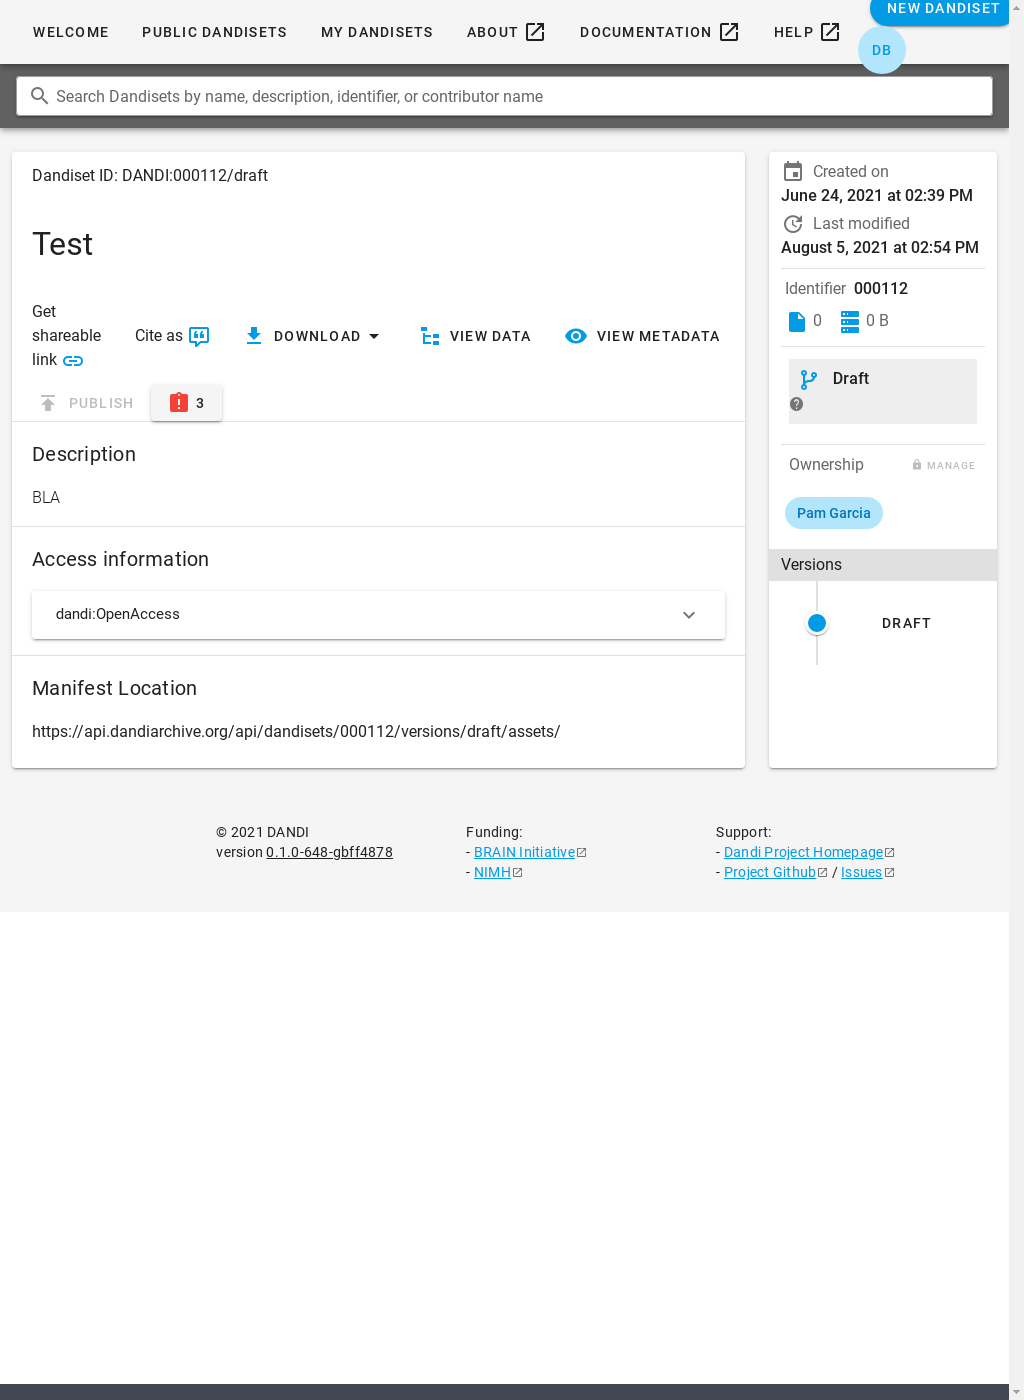 WELCOME
PUBLIC DANDISETS
MY DANDISETS
ABOUT
DOCUMENTATION
HELP
NEW DANDISET
DB
Search Dandisets by name, description, identifier, or contributor name
Dandiset ID: DANDI:000112/draft
Test
Get
shareable
link
Cite as
DOWNLOAD
VIEW DATA
VIEW METADATA
PUBLISH
3
Description
BLA
Access information
dandi:OpenAccess
Manifest Location
https://api.dandiarchive.org/api/dandisets/000112/versions/draft/assets/
Created on
June 24, 2021 at 02:39 PM
Last modified
August 5, 2021 at 02:54 PM
Identifier 000112
0
0 B
Draft
Ownership
MANAGE
Pam Garcia
Versions
DRAFT
© 2021 DANDI
version 0.1.0-648-gbff4878
Funding:
- BRAIN Initiative
- NIMH
Support:
- Dandi Project Homepage
- Project Github / Issues